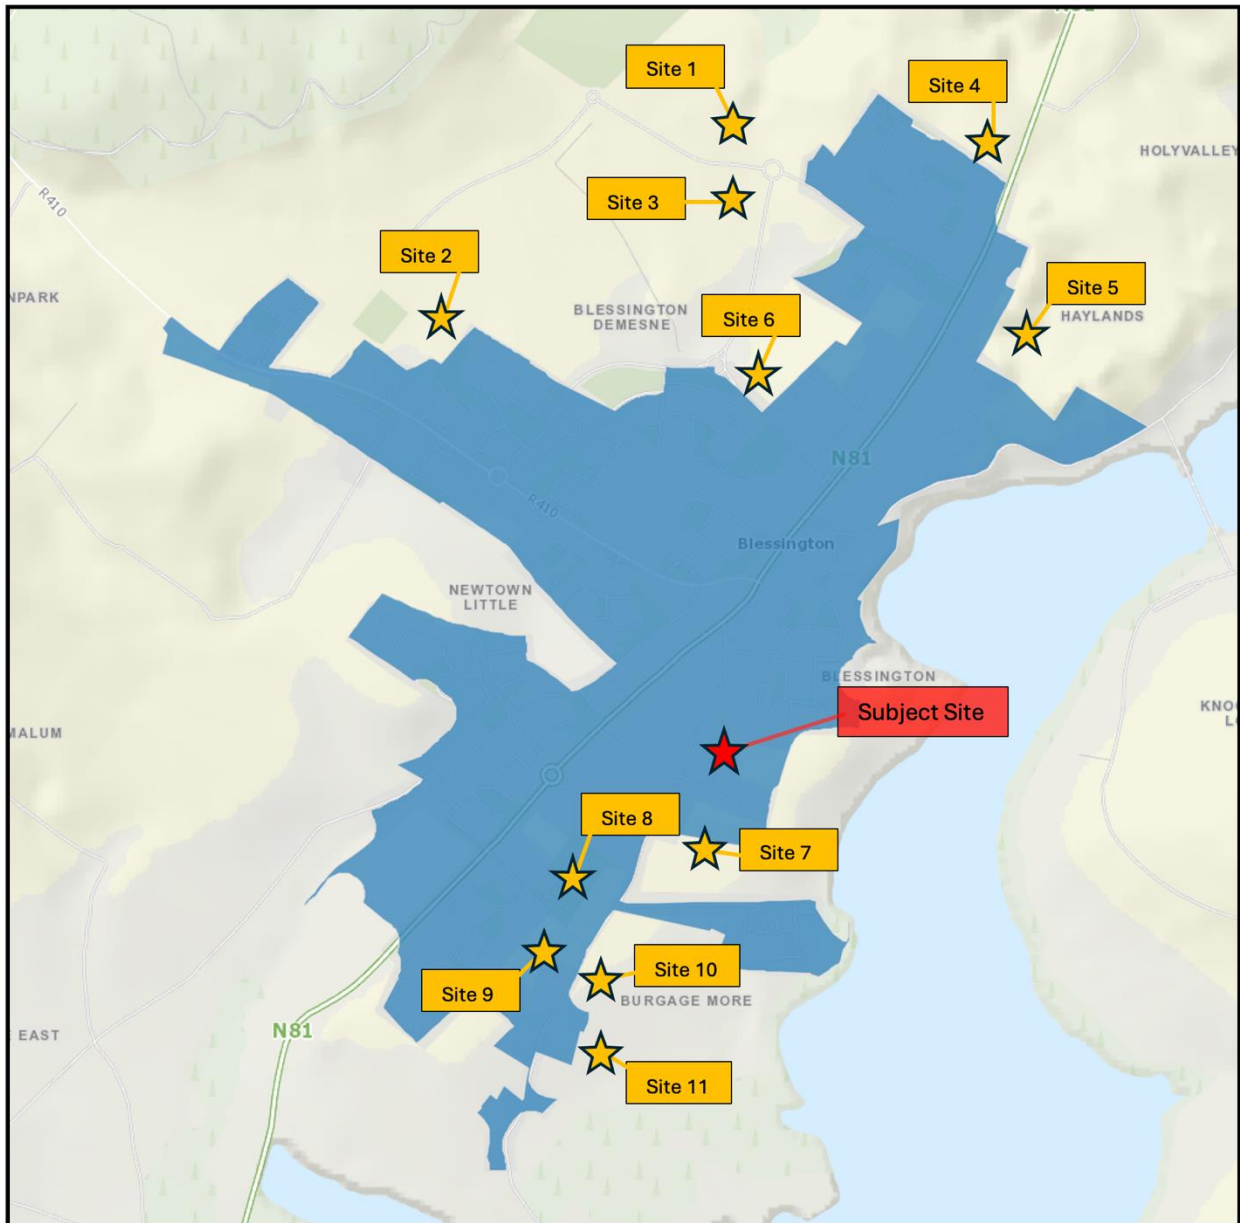 Site 1
Site 4
HOLYVALLEY
R410
Site 3
Site 2
NPARK
BLESSINGTON
DEMESNE
Site 6
Site 5
HAYLANDS
N81
R410
Blessington
NEWTOWN
LITTLE
BLESSINGTON
Subject Site
MALUM
Site 8
Site 7
Site 10
Site 9
BURGAGE MORE
N81
EAST
Site 11